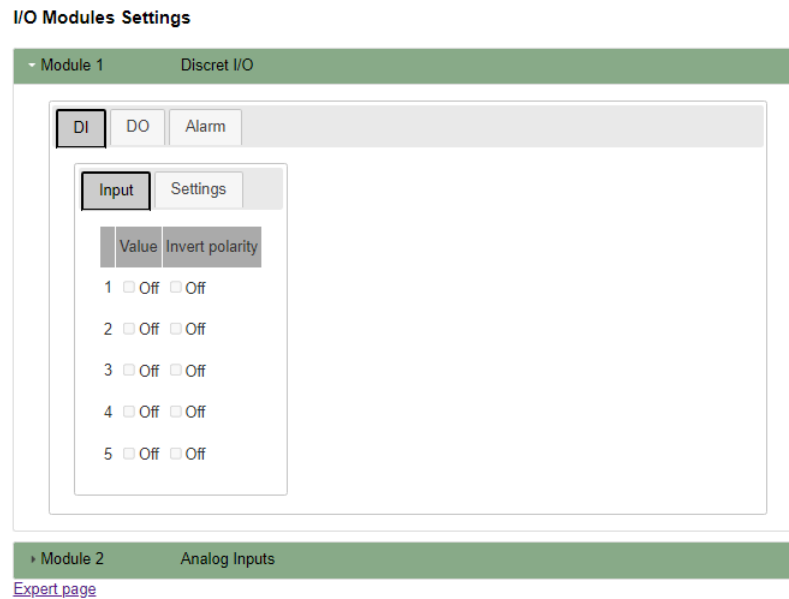 I/O Modules Settings
Module 1 Discret I/O
DI DO Alarm
Input Settings
Value Invert polarity
1 Off Off
2 Off Off
3 Off Off
4 Off Off
5 Off Off
Module 2 Analog Inputs
Expert page